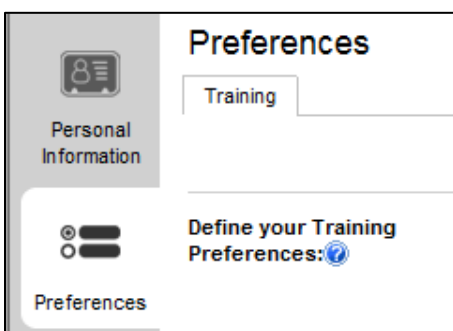 Preferences
Training
Personal
Information
Define your Training
Preferences:
Preferences